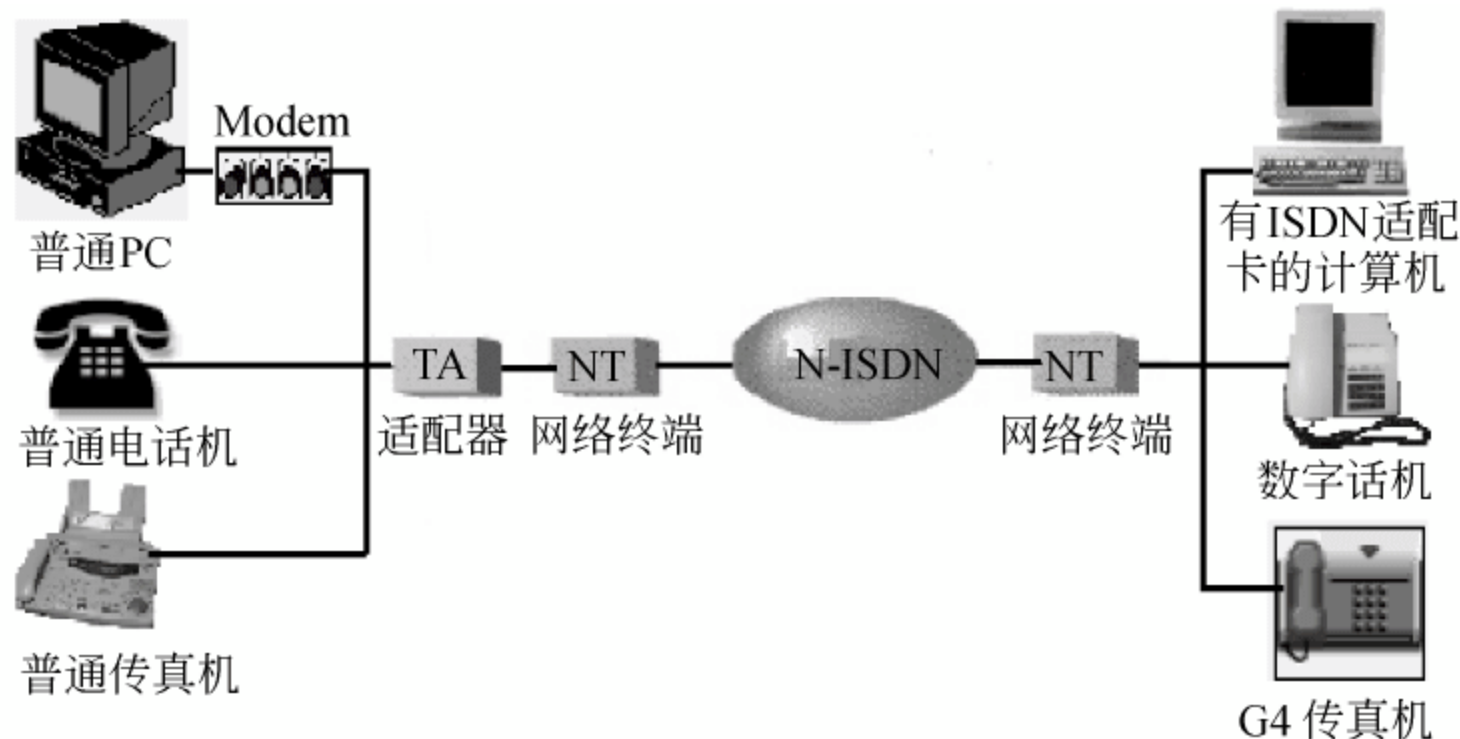 Modem
普通PC
普通电话机
普通传真机
TA
适配器
NT
网络终端
N-ISDN
NT
网络终端
有ISDN适配
卡的计算机
数字话机
G4 传真机